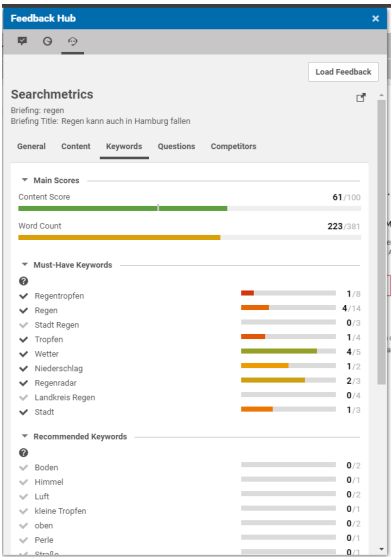 Feedback Hub
Load Feedback
Searchmetrics
Briefing: regen
Briefing Title: Regen kann auch in Hamburg fallen
General Content Keywords Questions Competitors
Main Scores
Content Score 61/100
Word Count 223/381
Must-Have Keywords
Regentropfen 1/8
Regen 4/14
Stadt Regen 0/3
Tropfen 1/4
Wetter 4/5
Niederschlag 1/2
Regenradar 2/3
Landkreis Regen 0/4
Stadt 1/3
Recommended Keywords
Boden 0/2
Himmel 0/1
Luft 0/2
kleine Tropfen 0/1
oben 0/2
Perle 0/1
Straße 0/1